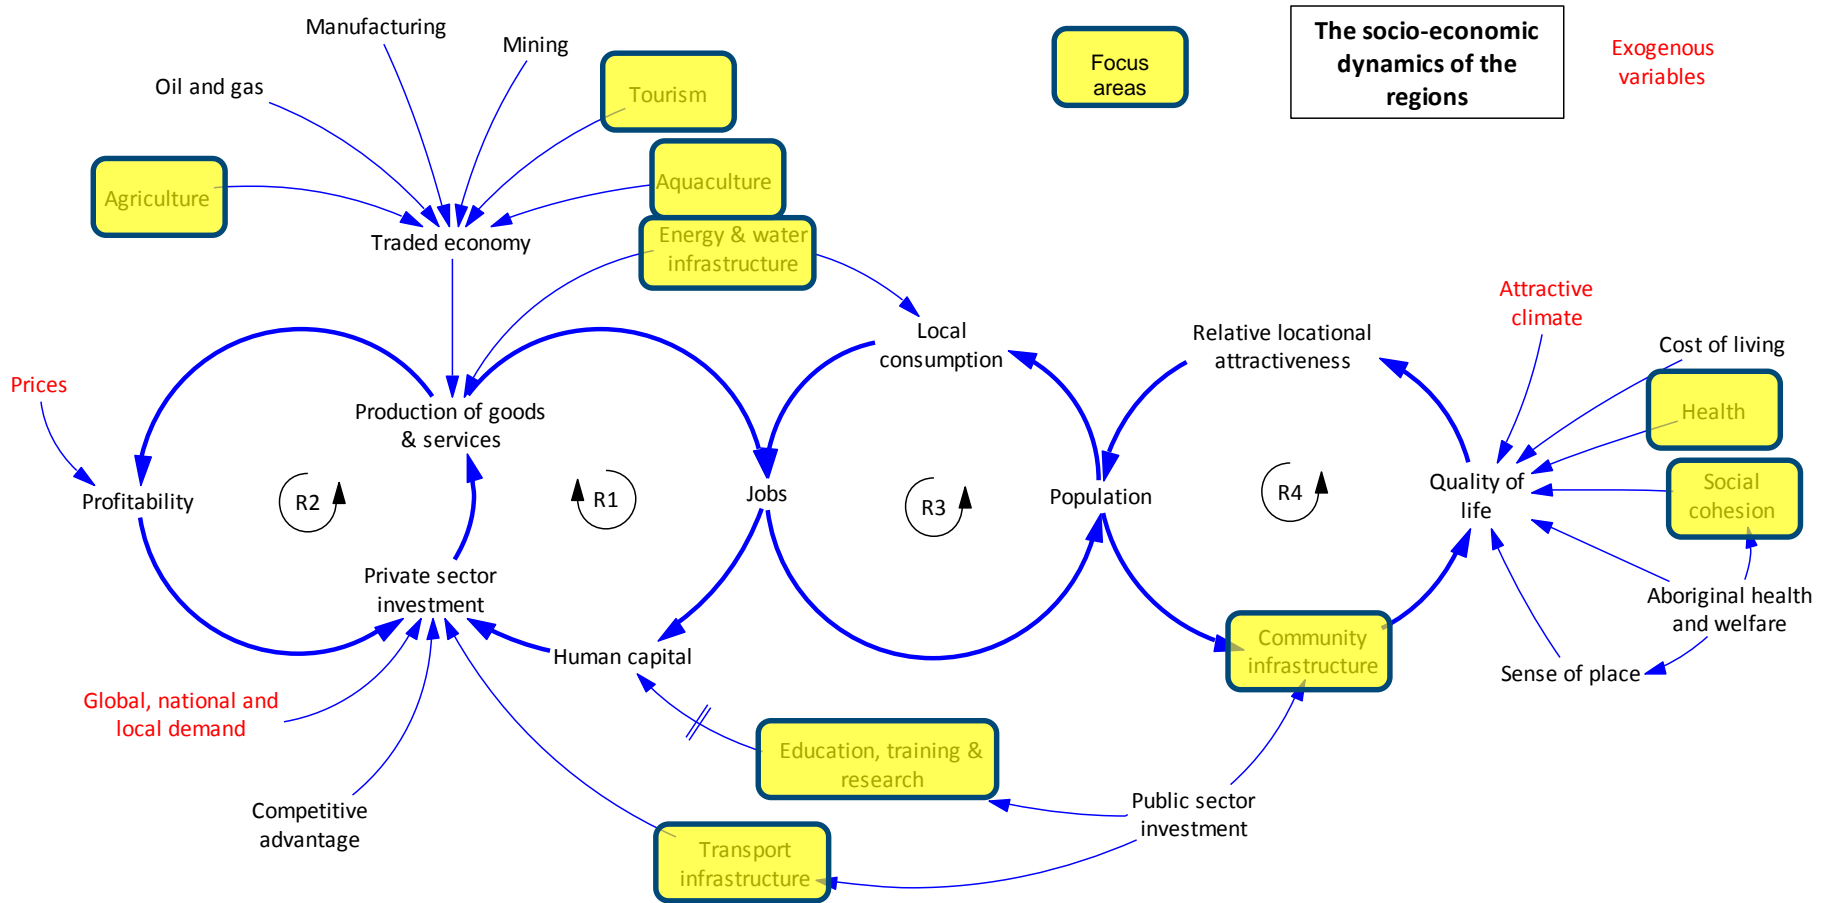 Manufacturing
Mining
Oil and gas
Tourism
Focus
areas
The socio-economic
dynamics of the
regions
Exogenous
variables
Agriculture
Aquaculture
Traded economy
Energy & water
infrastructure
Attractive
climate
Local
consumption
Relative locational
attractiveness
Cost of living
Prices
Production of goods
& services
Health
Profitability
R2
R1
Jobs
R3
Population
R4
Quality of
life
Social
cohesion
Private sector
investment
Aboriginal health
and welfare
Human capital
Community
infrastructure
Sense of place
Global, national and
local demand
Education, training &
research
Competitive
advantage
Public sector
investment
Transport
infrastructure